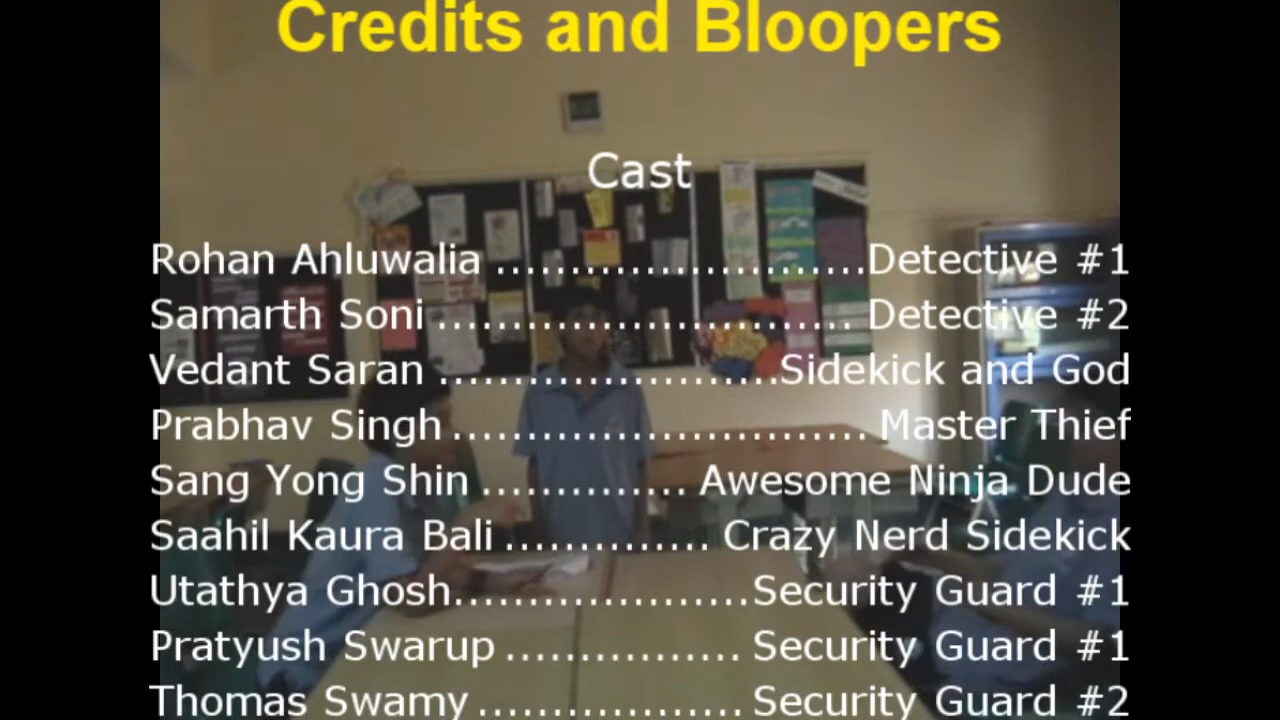 Credits and Bloopers
Cast
Rohan Ahluwalia .........................Detective #1
Samarth Soni ............................ Detective #2
Vedant Saran .......................Sidekick and God
Prabhav Singh ............................ Master Thief
Sang Yong Shin .............. Awesome Ninja Dude
Saahil Kaura Bali .............. Crazy Nerd Sidekick
Utathya Ghosh....................Security Guard #1
Pratyush Swarup ................ Security Guard #1
Thomas Swamy .................. Security Guard #2